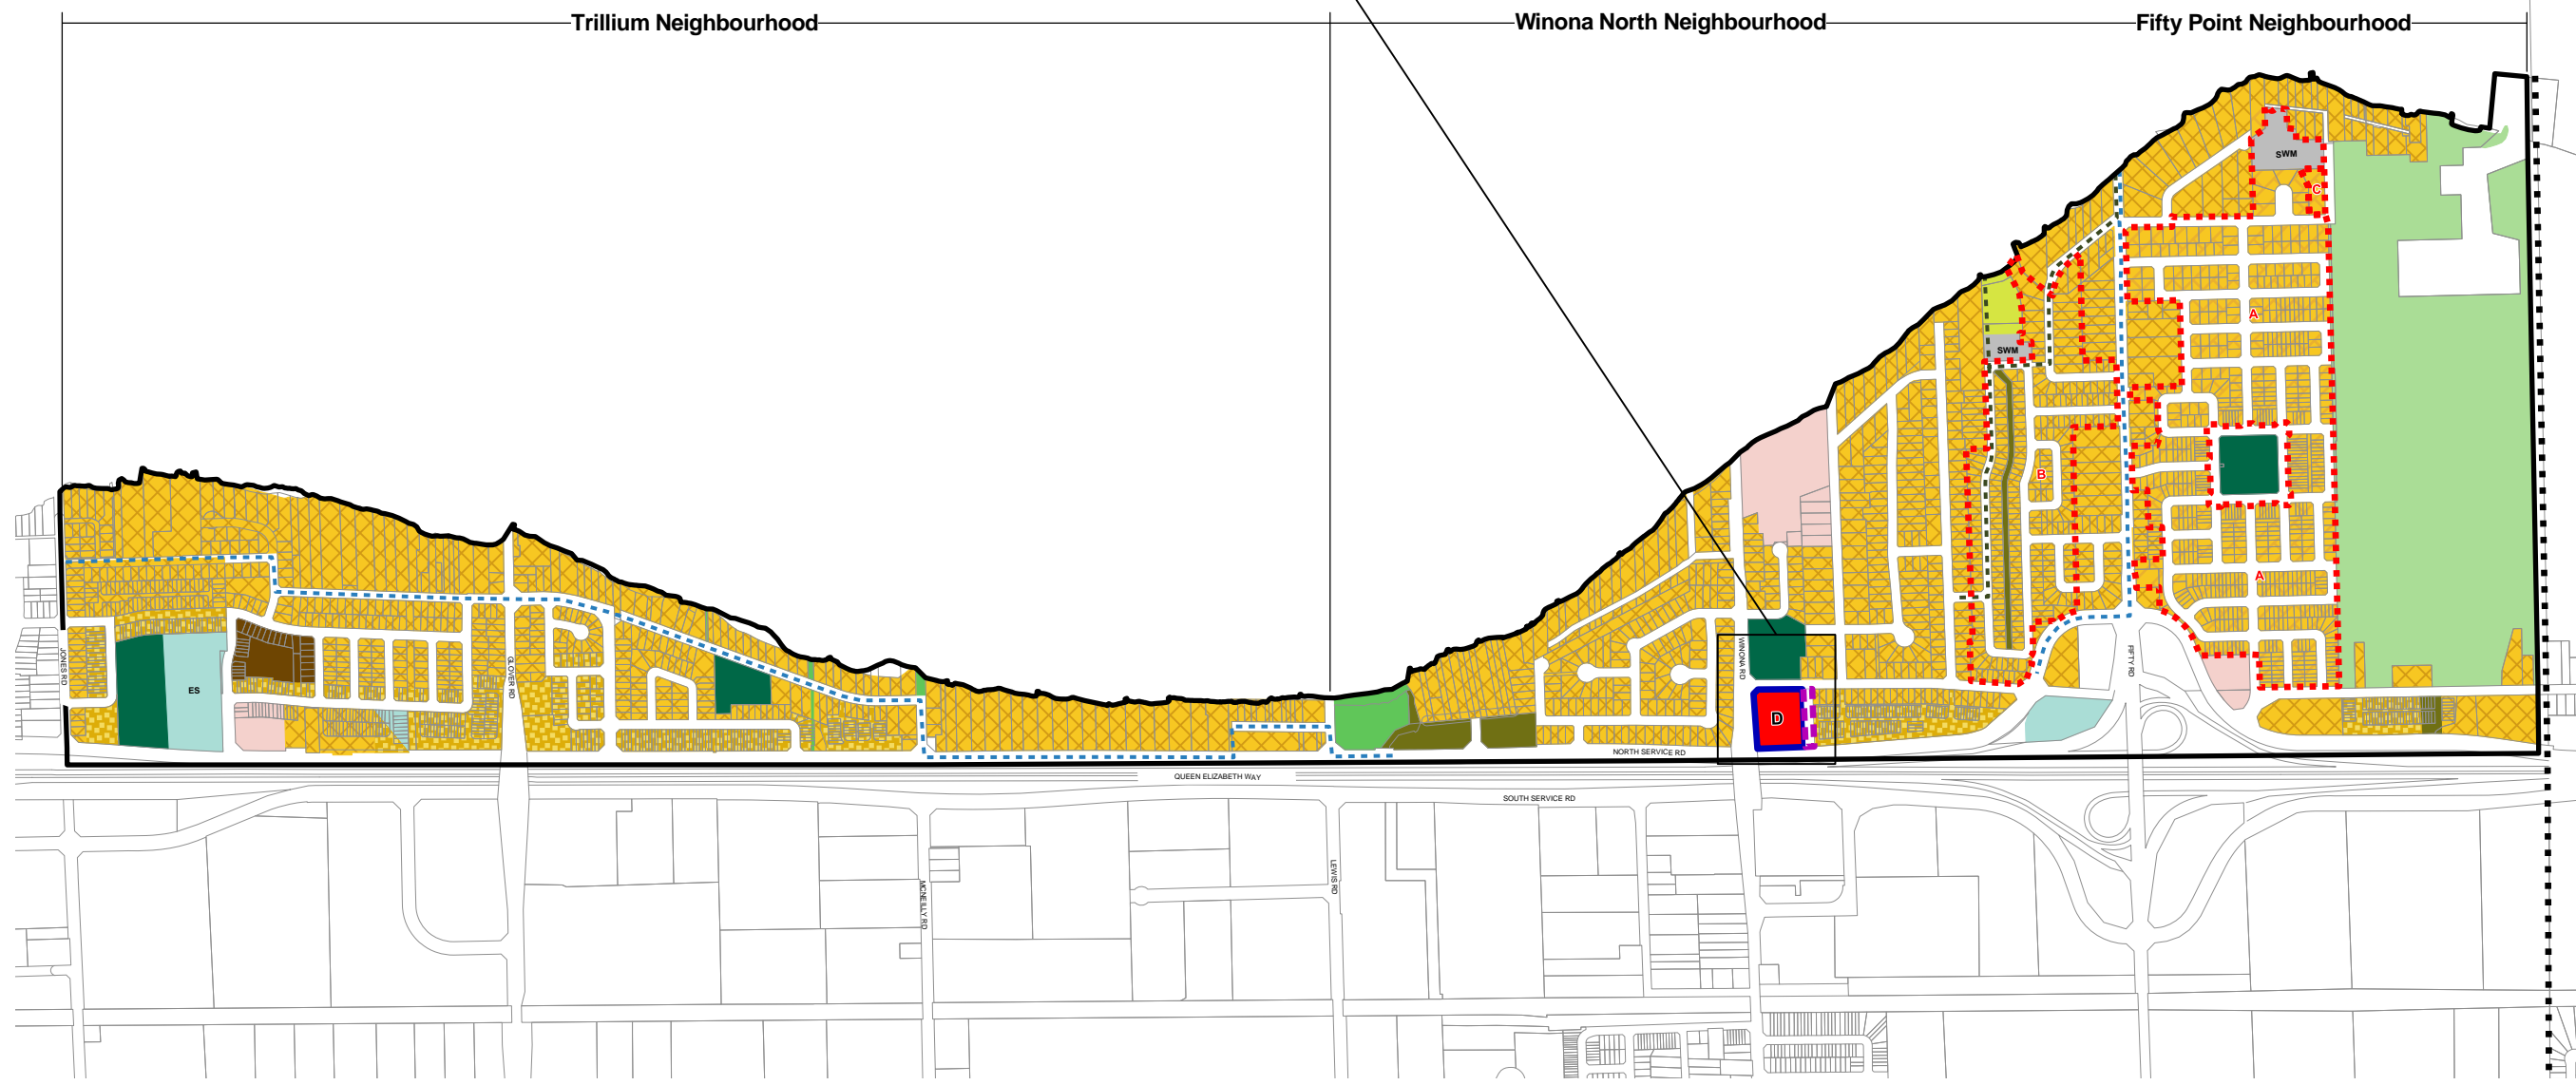 Trillium Neighbourhood
Winona North Neighbourhood
Fifty Point Neighbourhood
SWM
C
A
SWM
B
A
JONES RD
ES
GLOVER RD
WINONA RD
FIFTY RD
D
NORTH SERVICE RD
QUEEN ELIZABETH WAY
SOUTH SERVICE RD
MCNEILLY RD
LEWIS RD